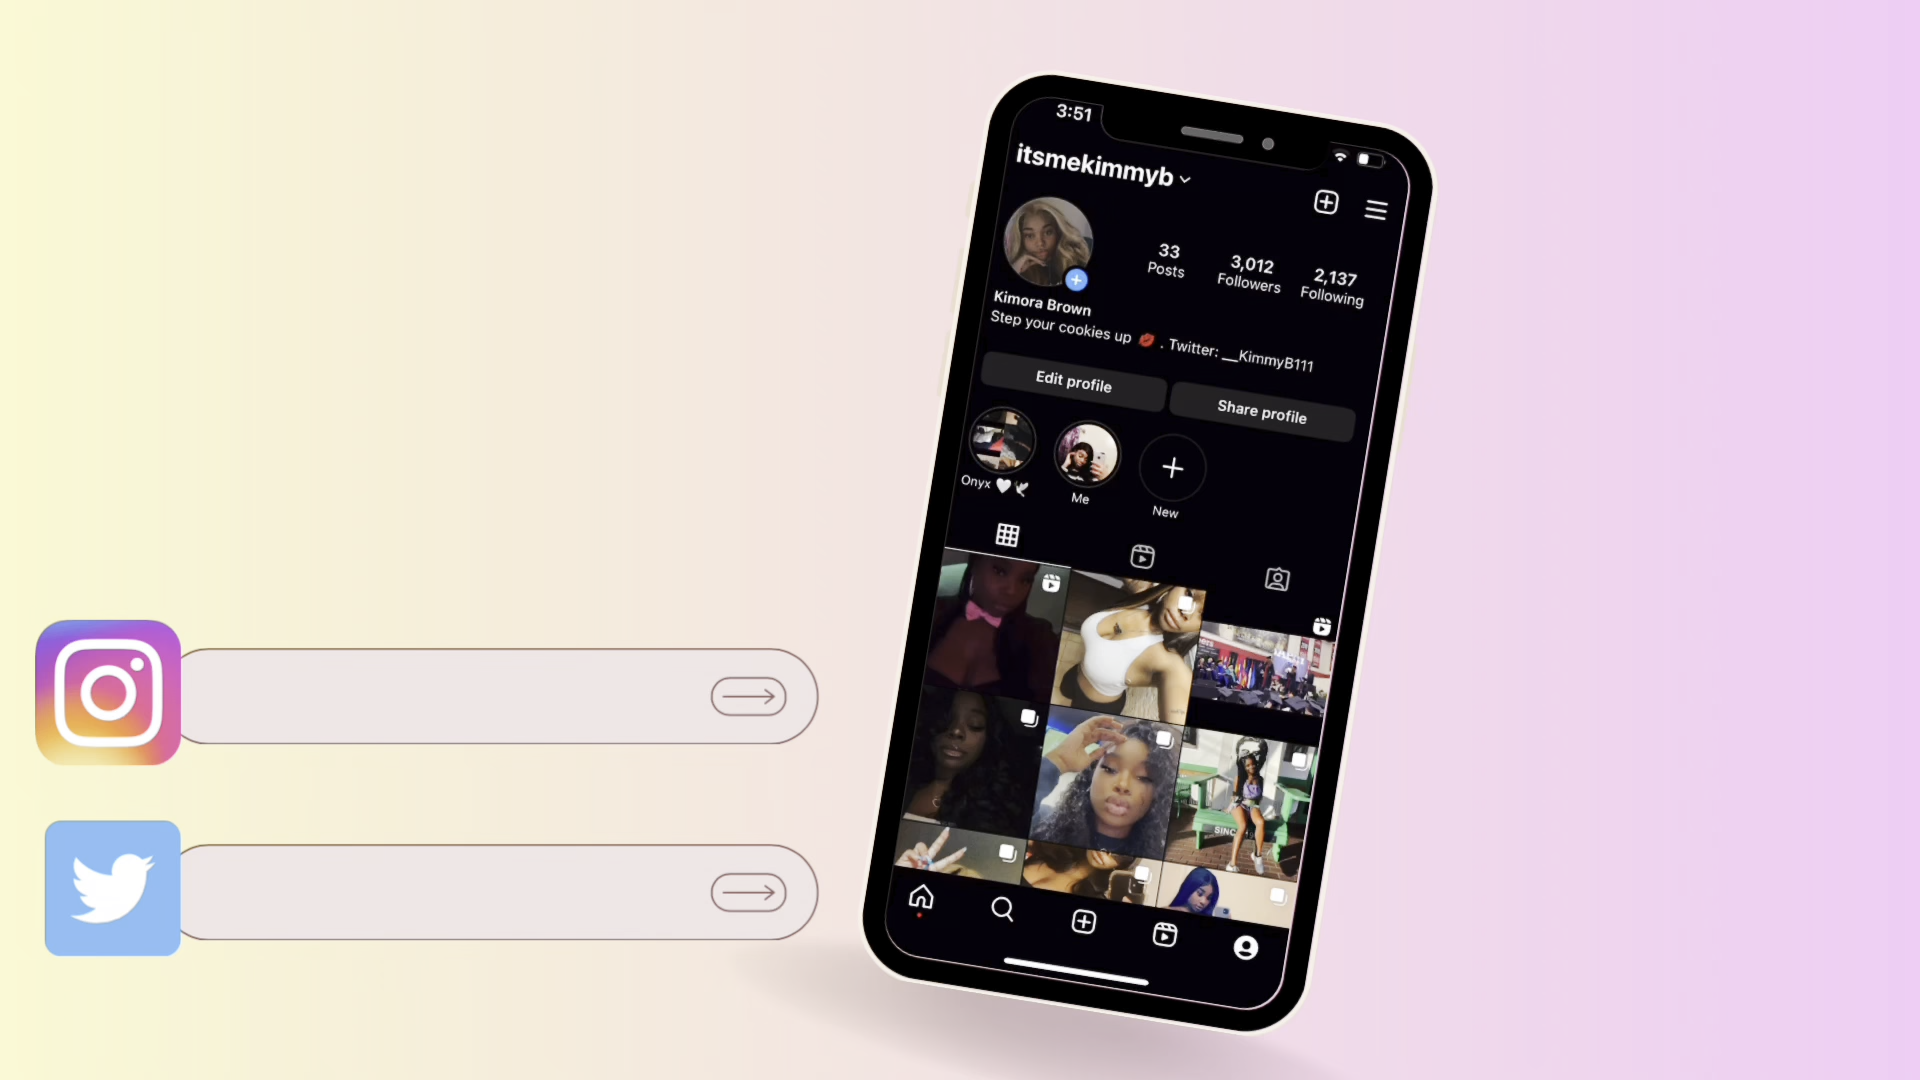 3:51
itsmekimmyb
33
Posts
3,012
Followers
2,137
Following
Kimora Brown
Step your cookies up 💋 . Twitter: __KimmyB111
Edit profile
Share profile
Onyx 🤍🕊
Me
New